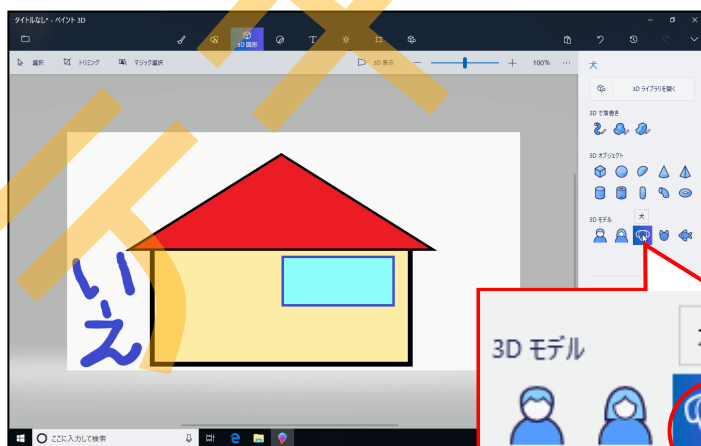 タイトルなし* - ペイント 3D
3D 図形
選択 トリミング マジック選択 3D 表示 100% ...
犬
3D ライブラリを開く
3D で落書き
3D オブジェクト
3D モデル
犬
いえ
3D モデル
ここに入力して検索